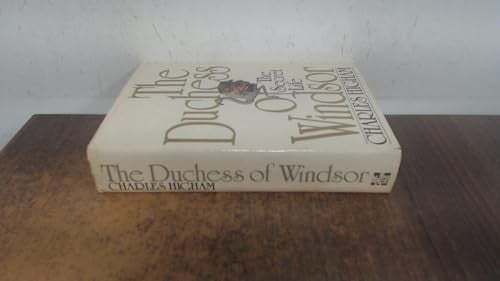 The
Duchess
Of
The
Secret
Life
Windsor
CHARLES HIGHAM
The Duchess of Windsor
CHARLES HIGHAM